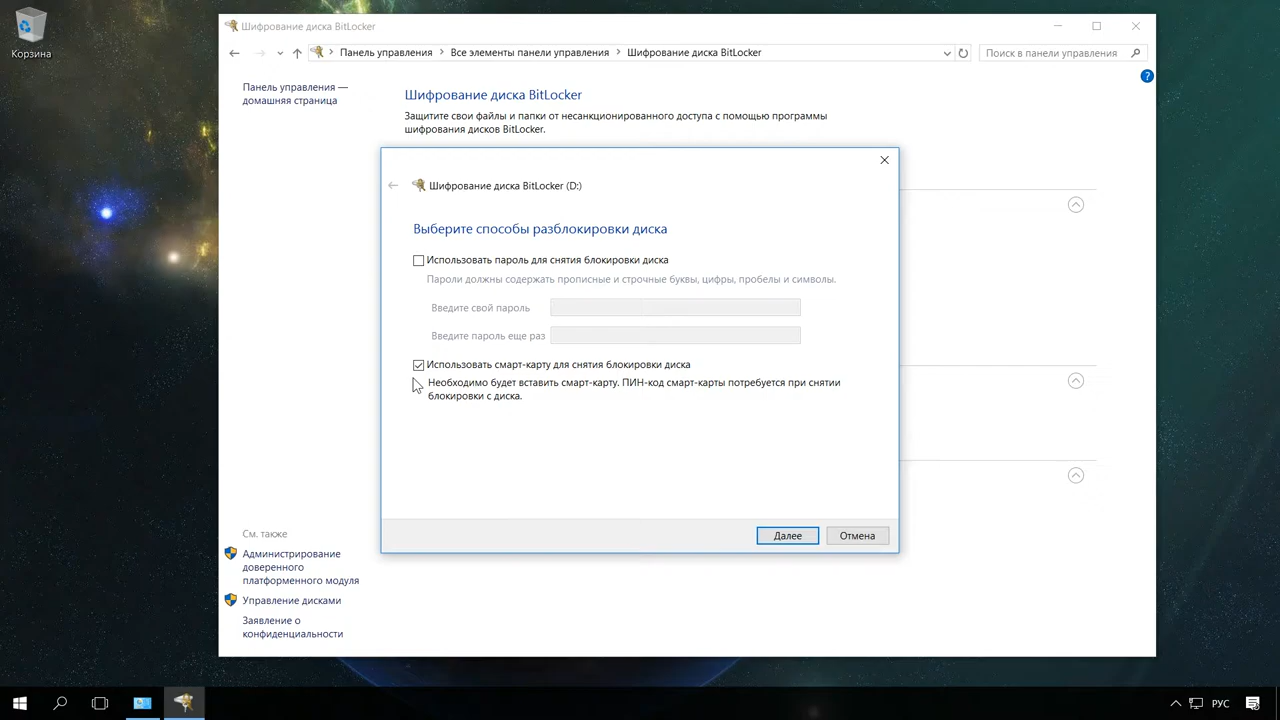 Корзина
Шифрование диска BitLocker
Панель управления
Все элементы панели управления
Шифрование диска BitLocker
Поиск в панели управления
?
Панель управления —
домашняя страница
Шифрование диска BitLocker
Защитите свои файлы и папки от несанкционированного доступа с помощью программы
шифрования дисков BitLocker.
Шифрование диска BitLocker (D:)
Выберите способы разблокировки диска
Использовать пароль для снятия блокировки диска
Пароли должны содержать прописные и строчные буквы, цифры, пробелы и символы.
Введите свой пароль
Введите пароль еще раз
Использовать смарт-карту для снятия блокировки диска
Необходимо будет вставить смарт-карту. ПИН-код смарт-карты потребуется при снятии
блокировки с диска.
Далее
Отмена
См. также
Администрирование
доверенного
платформенного модуля
Управление дисками
Заявление о
конфиденциальности
РУС